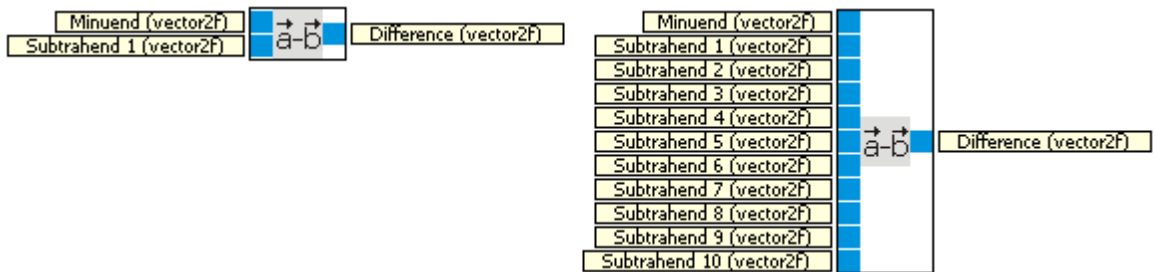 Minuend (vector2f)
Subtrahend 1 (vector2f)
a-b
Difference (vector2f)
Minuend (vector2f)
Subtrahend 1 (vector2f)
Subtrahend 2 (vector2f)
Subtrahend 3 (vector2f)
Subtrahend 4 (vector2f)
Subtrahend 5 (vector2f)
Subtrahend 6 (vector2f)
Subtrahend 7 (vector2f)
Subtrahend 8 (vector2f)
Subtrahend 9 (vector2f)
Subtrahend 10 (vector2f)
a-b
Difference (vector2f)